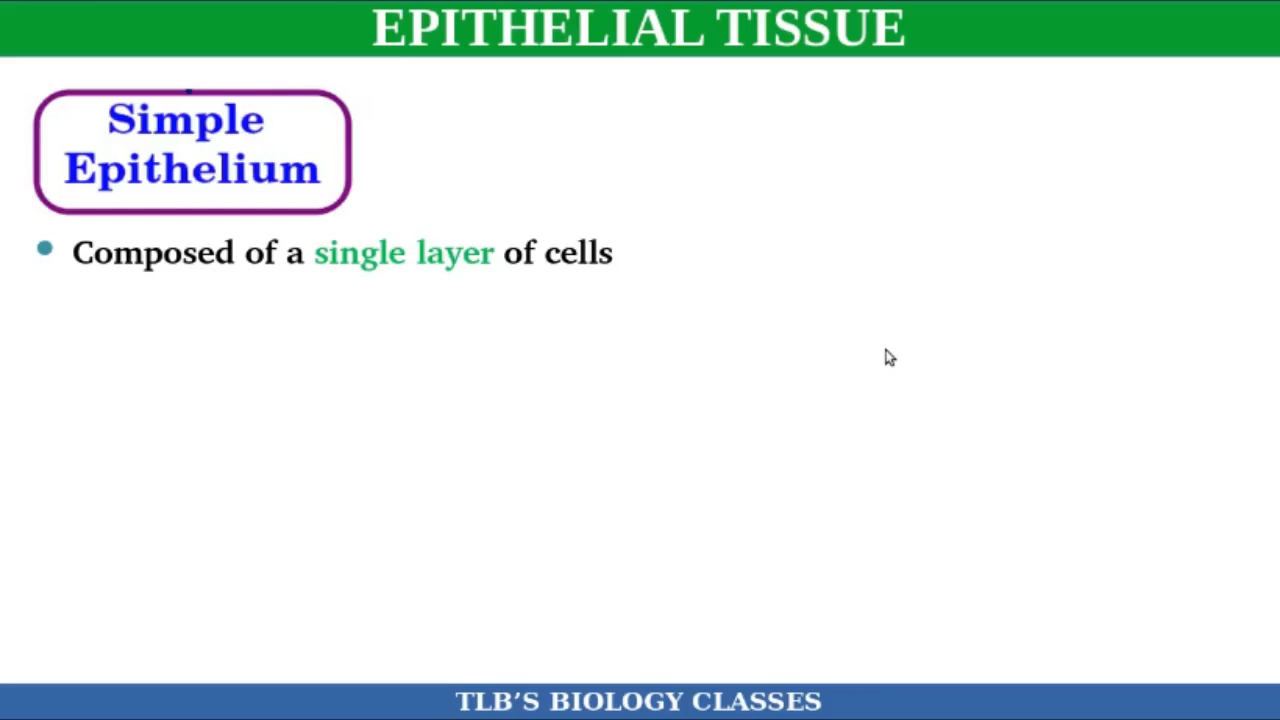 EPITHELIAL TISSUE
Simple
Epithelium
Composed of a single layer of cells
TLB’S BIOLOGY CLASSES